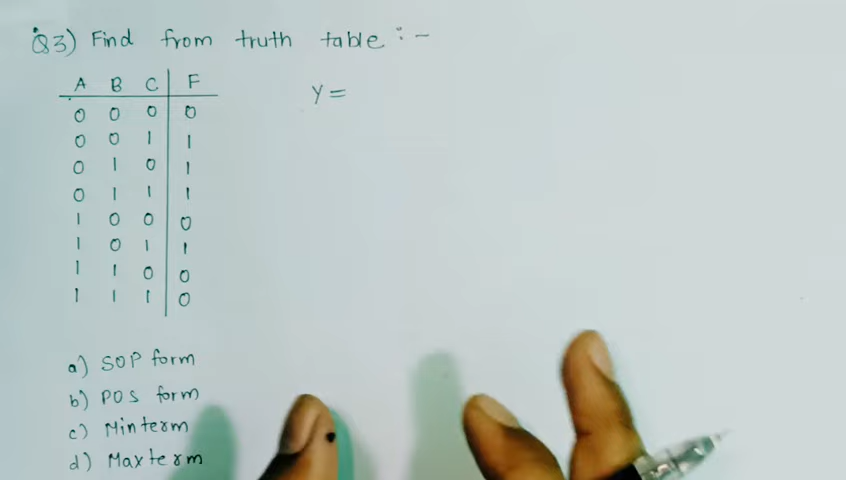 Q3) Find from truth table :-
A B C F
Y =
0 0 0 0
0 0 1 1
0 1 0 1
0 1 1 1
1 0 0 0
1 0 1 1
1 1 0 0
1 1 1 0
a) SOP form
b) POS form
c) Minterm
d) Maxterm